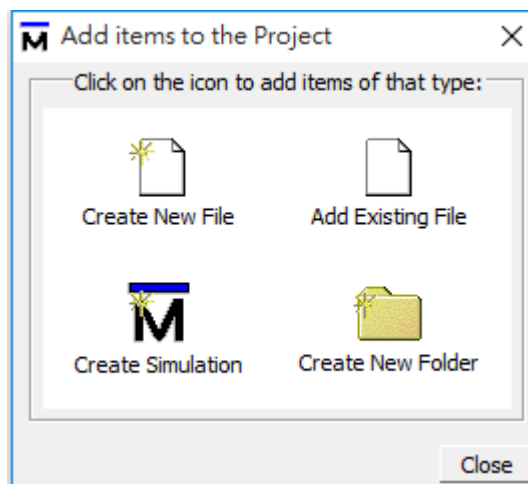 Add items to the Project
Click on the icon to add items of that type:
Create New File
Add Existing File
Create Simulation
Create New Folder
Close